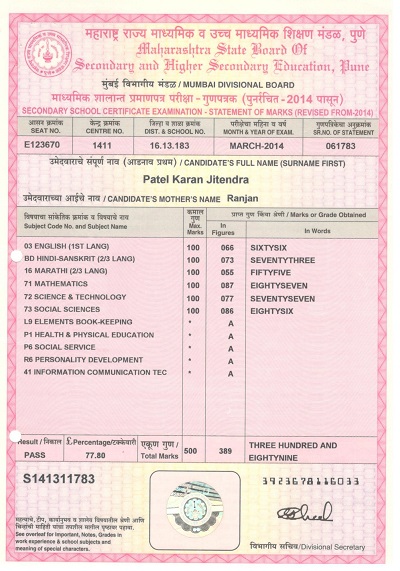 महाराष्ट्र राज्य माध्यमिक व उच्च माध्यमिक शिक्षण मंडळ, पुणे
Maharashtra State Board Of
Secondary and Higher Secondary Education, Pune
मुंबई विभागीय मंडळ / MUMBAI DIVISIONAL BOARD
माध्यमिक शालान्त प्रमाणपत्र परीक्षा - गुणपत्रक (पुनर्रचित - 2014 पासून)
SECONDARY SCHOOL CERTIFICATE EXAMINATION - STATEMENT OF MARKS (REVISED FROM-2014)
आसन क्रमांक केन्द्र क्रमांक जिल्हा व शाळा क्रमांक परीक्षेचा महिना व वर्ष गुणपत्रिकेचा अनुक्रमांक
SEAT NO. CENTRE NO. DIST. & SCHOOL NO. MONTH & YEAR OF EXAM. SR.NO. OF STATEMENT
E123670 1411 16.13.183 MARCH-2014 061783
उमेदवाराचे संपूर्ण नाव (आडनाव प्रथम) / CANDIDATE'S FULL NAME (SURNAME FIRST)
Patel Karan Jitendra
उमेदवाराच्या आईचे नाव / CANDIDATE'S MOTHER'S NAME Ranjan
विषयाचा सांकेतिक क्रमांक व विषयाचे नाव कमाल गुण प्राप्त गुण किंवा श्रेणी / Marks or Grade Obtained
Subject Code No. and Subject Name Max. Marks In Figures In Words
03 ENGLISH (1ST LANG) 100 066 SIXTYSIX
BD HINDI-SANSKRIT (2/3 LANG) 100 073 SEVENTYTHREE
16 MARATHI (2/3 LANG) 100 055 FIFTYFIVE
71 MATHEMATICS 100 087 EIGHTYSEVEN
72 SCIENCE & TECHNOLOGY 100 077 SEVENTYSEVEN
73 SOCIAL SCIENCES 100 086 EIGHTYSIX
L9 ELEMENTS BOOK-KEEPING * A
P1 HEALTH & PHYSICAL EDUCATION * A
P6 SOCIAL SERVICE * A
R6 PERSONALITY DEVELOPMENT * A
41 INFORMATION COMMUNICATION TEC * A
Result / निकाल £ Percentage/टक्केवारी एकूण गुण / Total Marks 500 389 THREE HUNDRED AND
PASS 77.80 EIGHTYNINE
S141311783
3923678116033
महत्वाचे, टीप, कार्यानुभव व शालेय विषयातील श्रेणी आणि
चिन्हांची माहिती यांचा तपशील मागील पृष्ठावर पहावा.
See overleaf for Important, Notes, Grades in
work experience & school subjects and
meaning of special characters.
विभागीय सचिव/Divisional Secretary